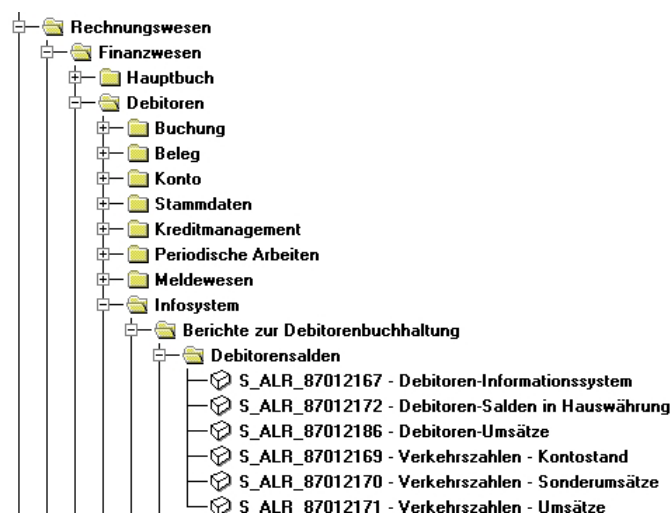 Rechnungswesen
Finanzwesen
Hauptbuch
Debitoren
Buchung
Beleg
Konto
Stammdaten
Kreditmanagement
Periodische Arbeiten
Meldewesen
Infosystem
Berichte zur Debitorenbuchhaltung
Debitorensalden
S_ALR_87012167 - Debitoren-Informationssystem
S_ALR_87012172 - Debitoren-Salden in Hauswährung
S_ALR_87012186 - Debitoren-Umsätze
S_ALR_87012169 - Verkehrszahlen - Kontostand
S_ALR_87012170 - Verkehrszahlen - Sonderumsätze
S_ALR_87012171 - Verkehrszahlen - Umsätze